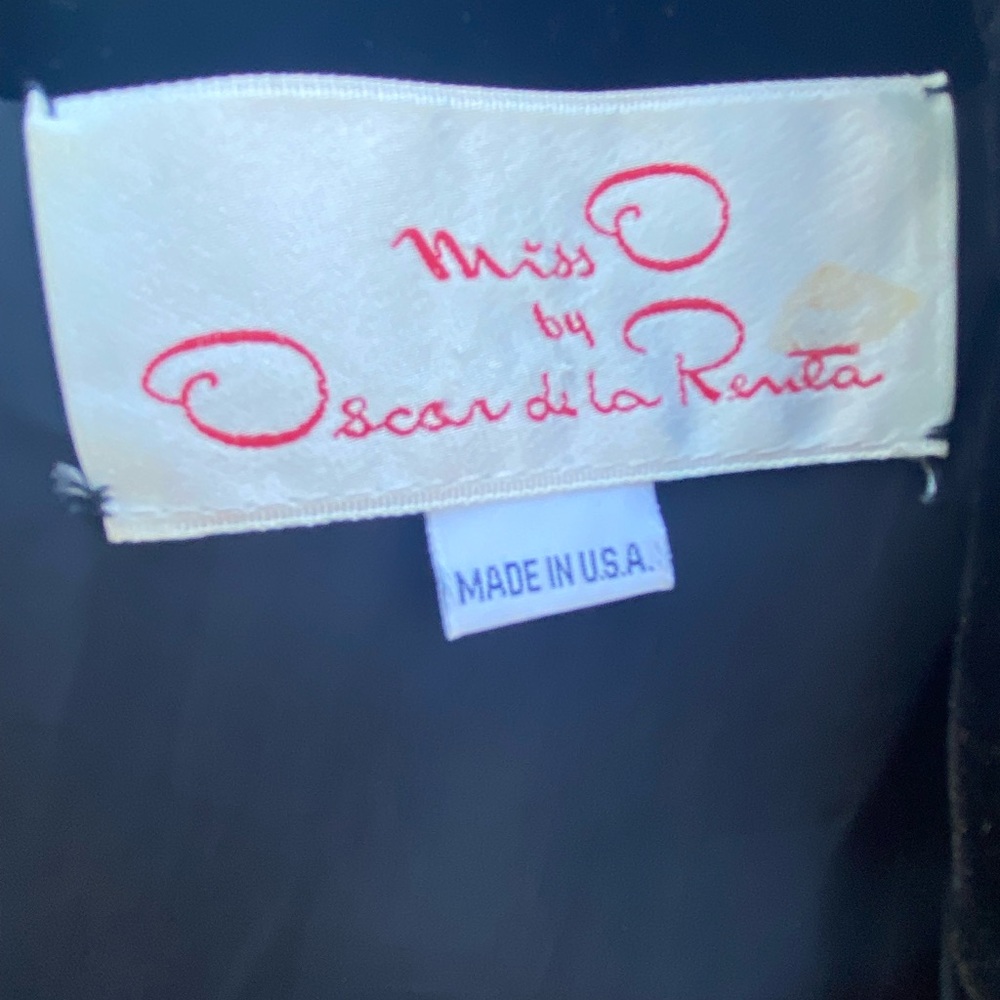 Miss O
by
Oscar de la Renta
MADE IN U.S.A.